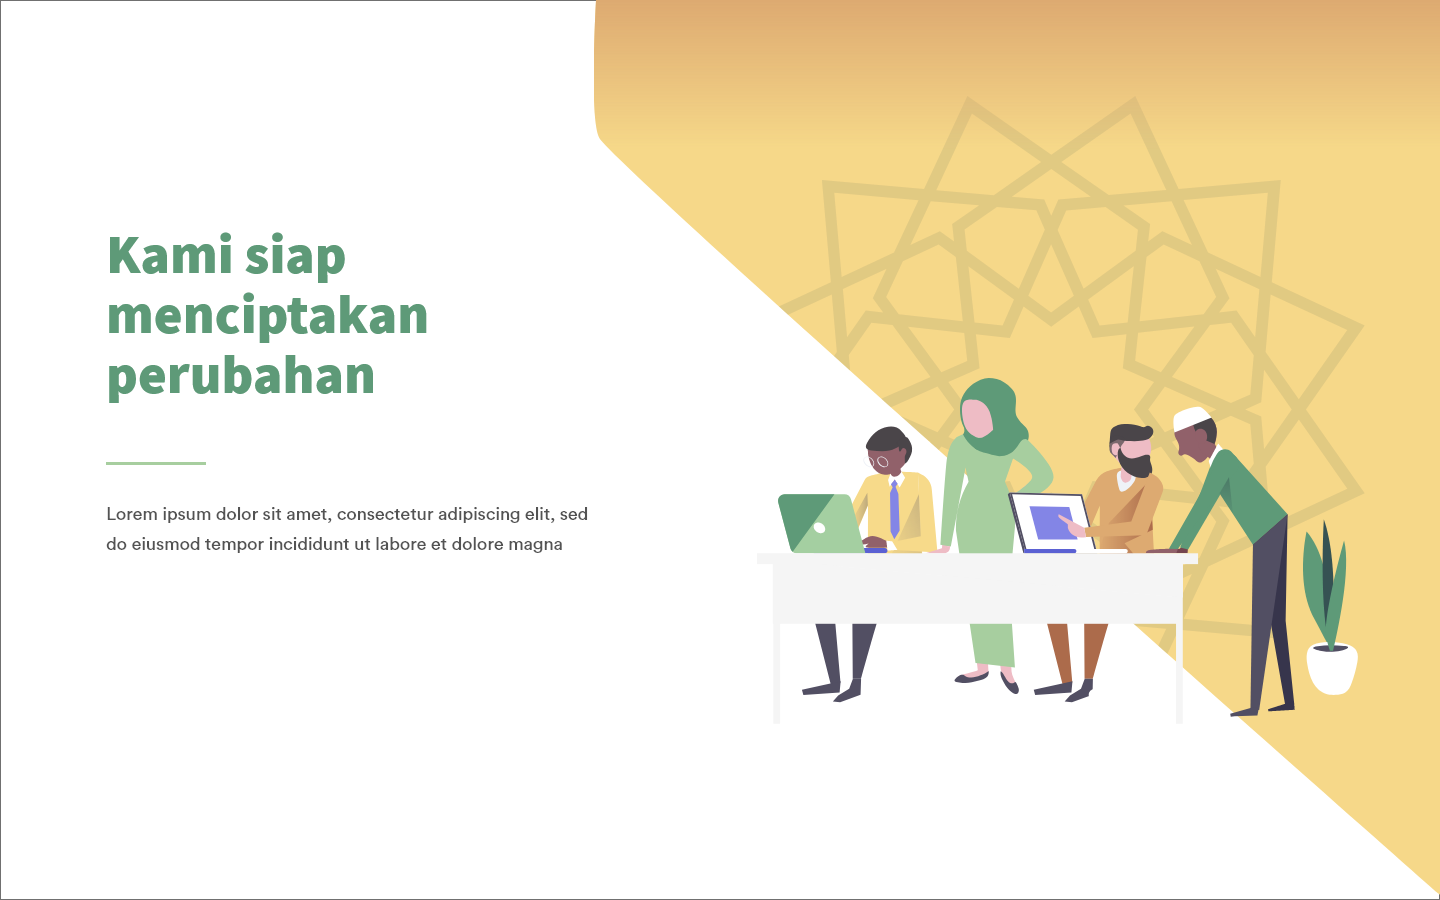 Kami siap
menciptakan
perubahan
Lorem ipsum dolor sit amet, consectetur adipiscing elit, sed
do eiusmod tempor incididunt ut labore et dolore magna